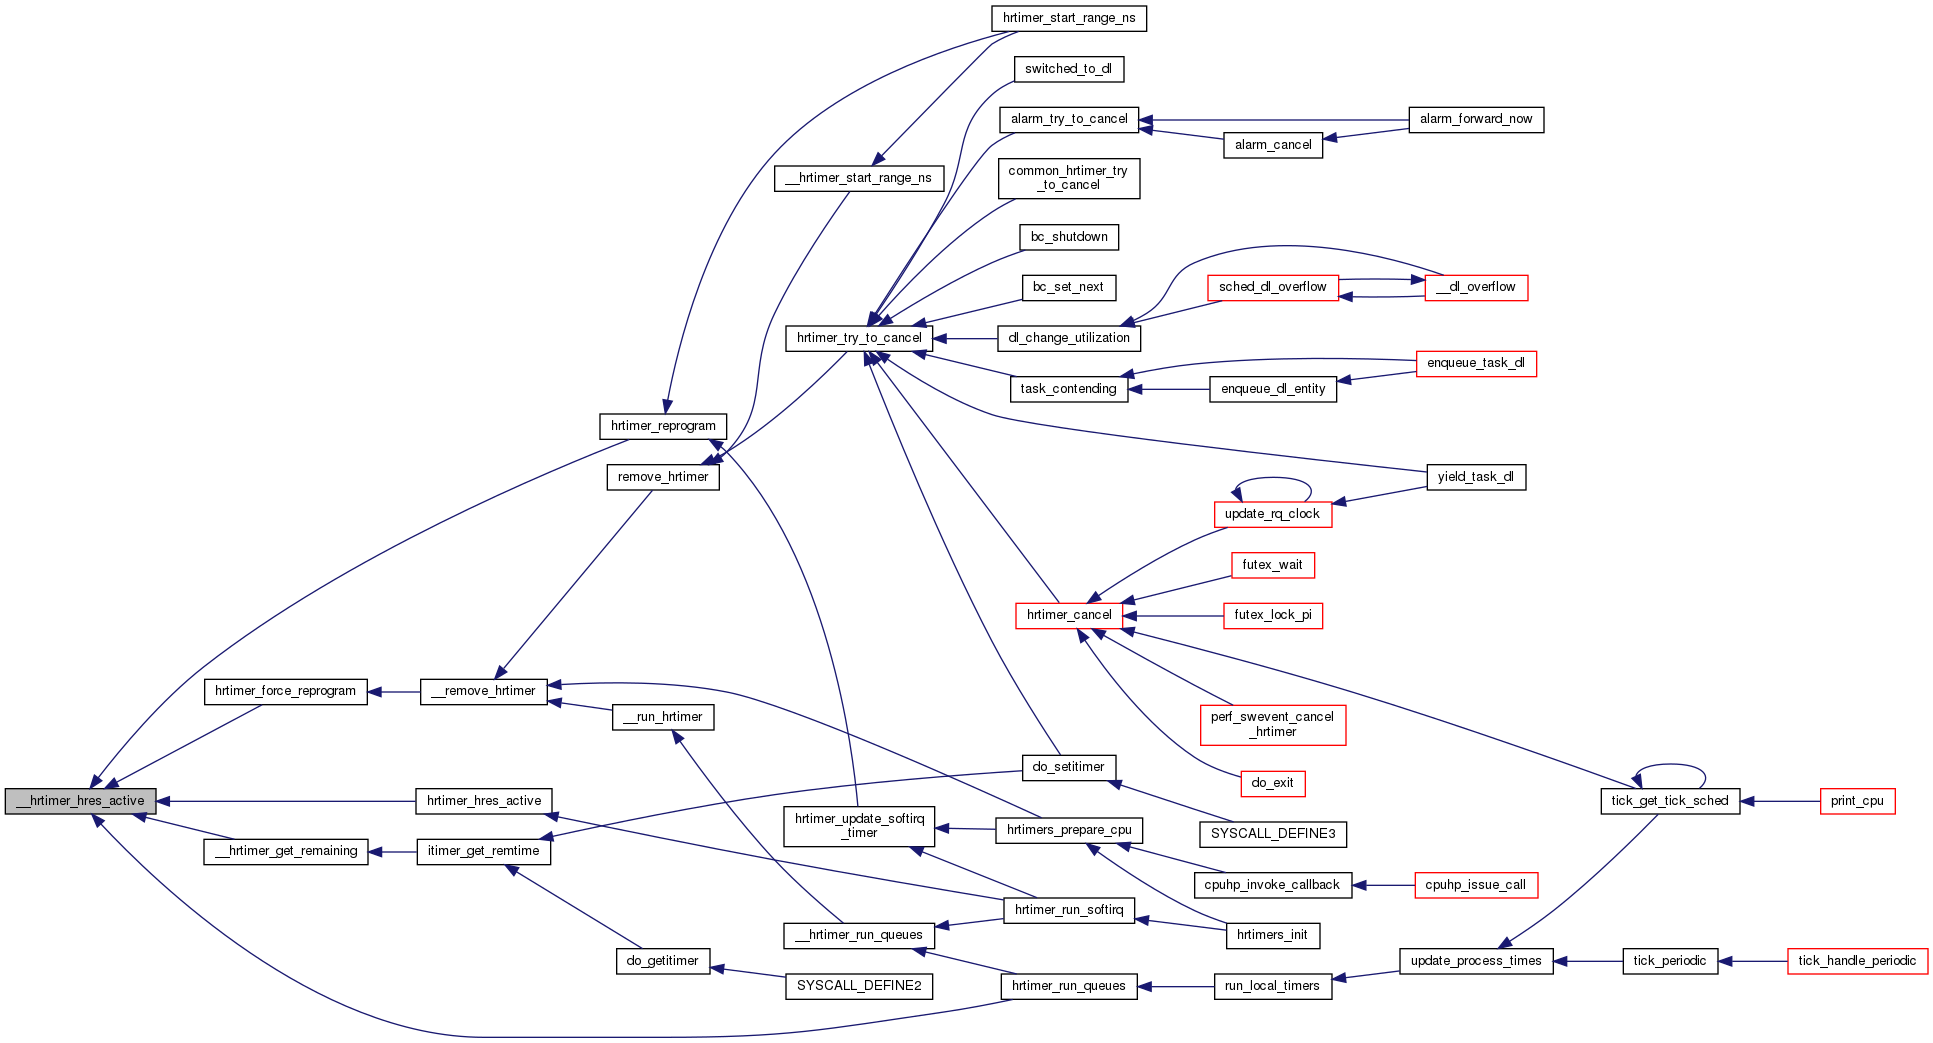 hrtimer_start_range_ns
switched_to_dl
alarm_try_to_cancel
alarm_forward_now
alarm_cancel
common_hrtimer_try
_to_cancel
__hrtimer_start_range_ns
bc_shutdown
bc_set_next
sched_dl_overflow
__dl_overflow
hrtimer_try_to_cancel
dl_change_utilization
enqueue_task_dl
task_contending
enqueue_dl_entity
hrtimer_reprogram
remove_hrtimer
yield_task_dl
update_rq_clock
futex_wait
hrtimer_cancel
futex_lock_pi
hrtimer_force_reprogram
__remove_hrtimer
__run_hrtimer
perf_swevent_cancel
_hrtimer
do_setitimer
do_exit
__hrtimer_hres_active
hrtimer_hres_active
tick_get_tick_sched
print_cpu
hrtimer_update_softirq
_timer
hrtimers_prepare_cpu
SYSCALL_DEFINE3
__hrtimer_get_remaining
itimer_get_remtime
cpuhp_invoke_callback
cpuhp_issue_call
hrtimer_run_softirq
__hrtimer_run_queues
hrtimers_init
do_getitimer
update_process_times
tick_periodic
tick_handle_periodic
SYSCALL_DEFINE2
hrtimer_run_queues
run_local_timers